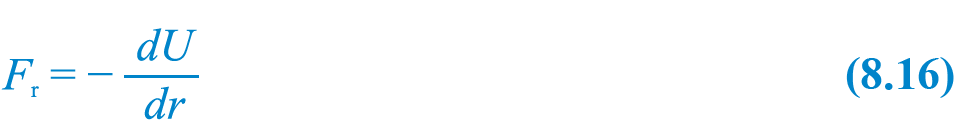 F_r = − dU/dr (8.16)